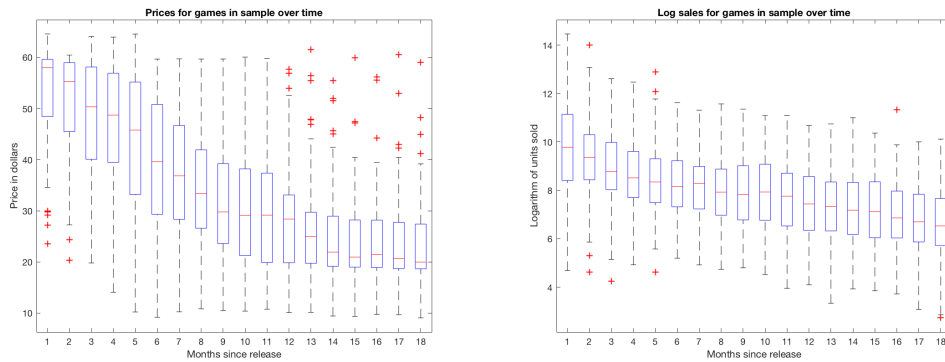 Prices for games in sample over time
60
50
40
30
20
10
Price in dollars
1 2 3 4 5 6 7 8 9 10 11 12 13 14 15 16 17 18
Months since release
Log sales for games in sample over time
14
12
10
8
6
4
Logarithm of units sold
1 2 3 4 5 6 7 8 9 10 11 12 13 14 15 16 17 18
Months since release